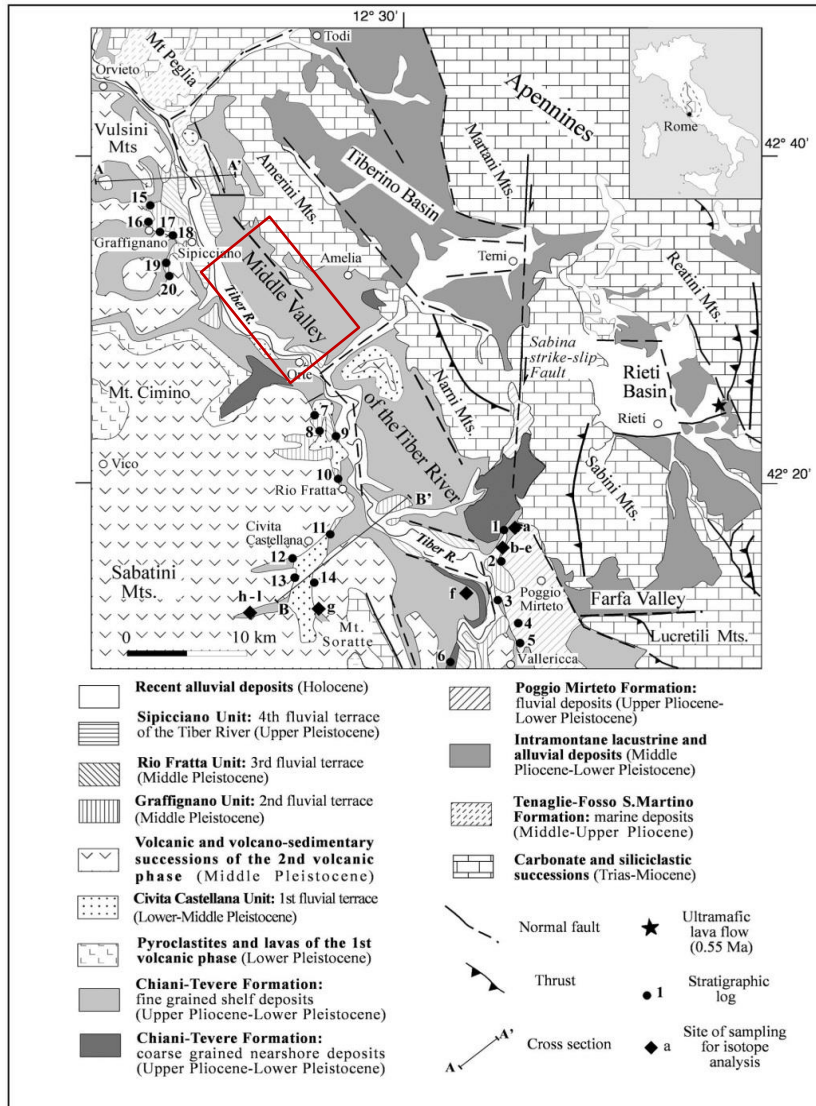 12° 30'
Todi
Mt Peglia
Orvieto
Apennines
Rome
Vulsini
Mts
42° 40'
A
A'
Amerini Mts.
Martani Mts.
Tiberino Basin
15
16
17
18
Graffignano
Sipicciano
19
20
Amelia
Terni
Middle Valley
of the Tiber River
Tiber R.
Reatini Mts.
Orte
Sabina
strike-slip
Fault
Rieti
Basin
Mt. Cimino
Narni Mts.
Rieti
7
8
9
Vico
Sabini Mts.
42° 20'
10
Rio Fratta
B'
11
1
a
Civita
Castellana
Tiber R.
b-e
2
12
Sabatini
Mts.
13
14
f
Poggio
Mirteto
Farfa Valley
h-l
B
g
3
4
Lucretili Mts.
0
10 km
Mt.
Soratte
5
6
Vallericca
Recent alluvial deposits (Holocene)
Sipicciano Unit: 4th fluvial terrace
of the Tiber River (Upper Pleistocene)
Rio Fratta Unit: 3rd fluvial terrace
(Middle Pleistocene)
Graffignano Unit: 2nd fluvial terrace
(Middle Pleistocene)
Volcanic and volcano-sedimentary
successions of the 2nd volcanic
phase (Middle Pleistocene)
Civita Castellana Unit: 1st fluvial terrace
(Lower-Middle Pleistocene)
Pyroclastites and lavas of the 1st
volcanic phase (Lower Pleistocene)
Chiani-Tevere Formation:
fine grained shelf deposits
(Upper Pliocene-Lower Pleistocene)
Chiani-Tevere Formation:
coarse grained nearshore deposits
(Upper Pliocene-Lower Pleistocene)
Poggio Mirteto Formation:
fluvial deposits (Upper Pliocene-
Lower Pleistocene)
Intramontane lacustrine and
alluvial deposits (Middle
Pliocene-Lower Pleistocene)
Tenaglie-Fosso S.Martino
Formation: marine deposits
(Middle-Upper Pliocene)
Carbonate and siliciclastic
successions (Trias-Miocene)
Normal fault
Ultramafic
lava flow
(0.55 Ma)
Thrust
1
Stratigraphic
log
A
A'
Cross section
a
Site of sampling
for isotope
analysis